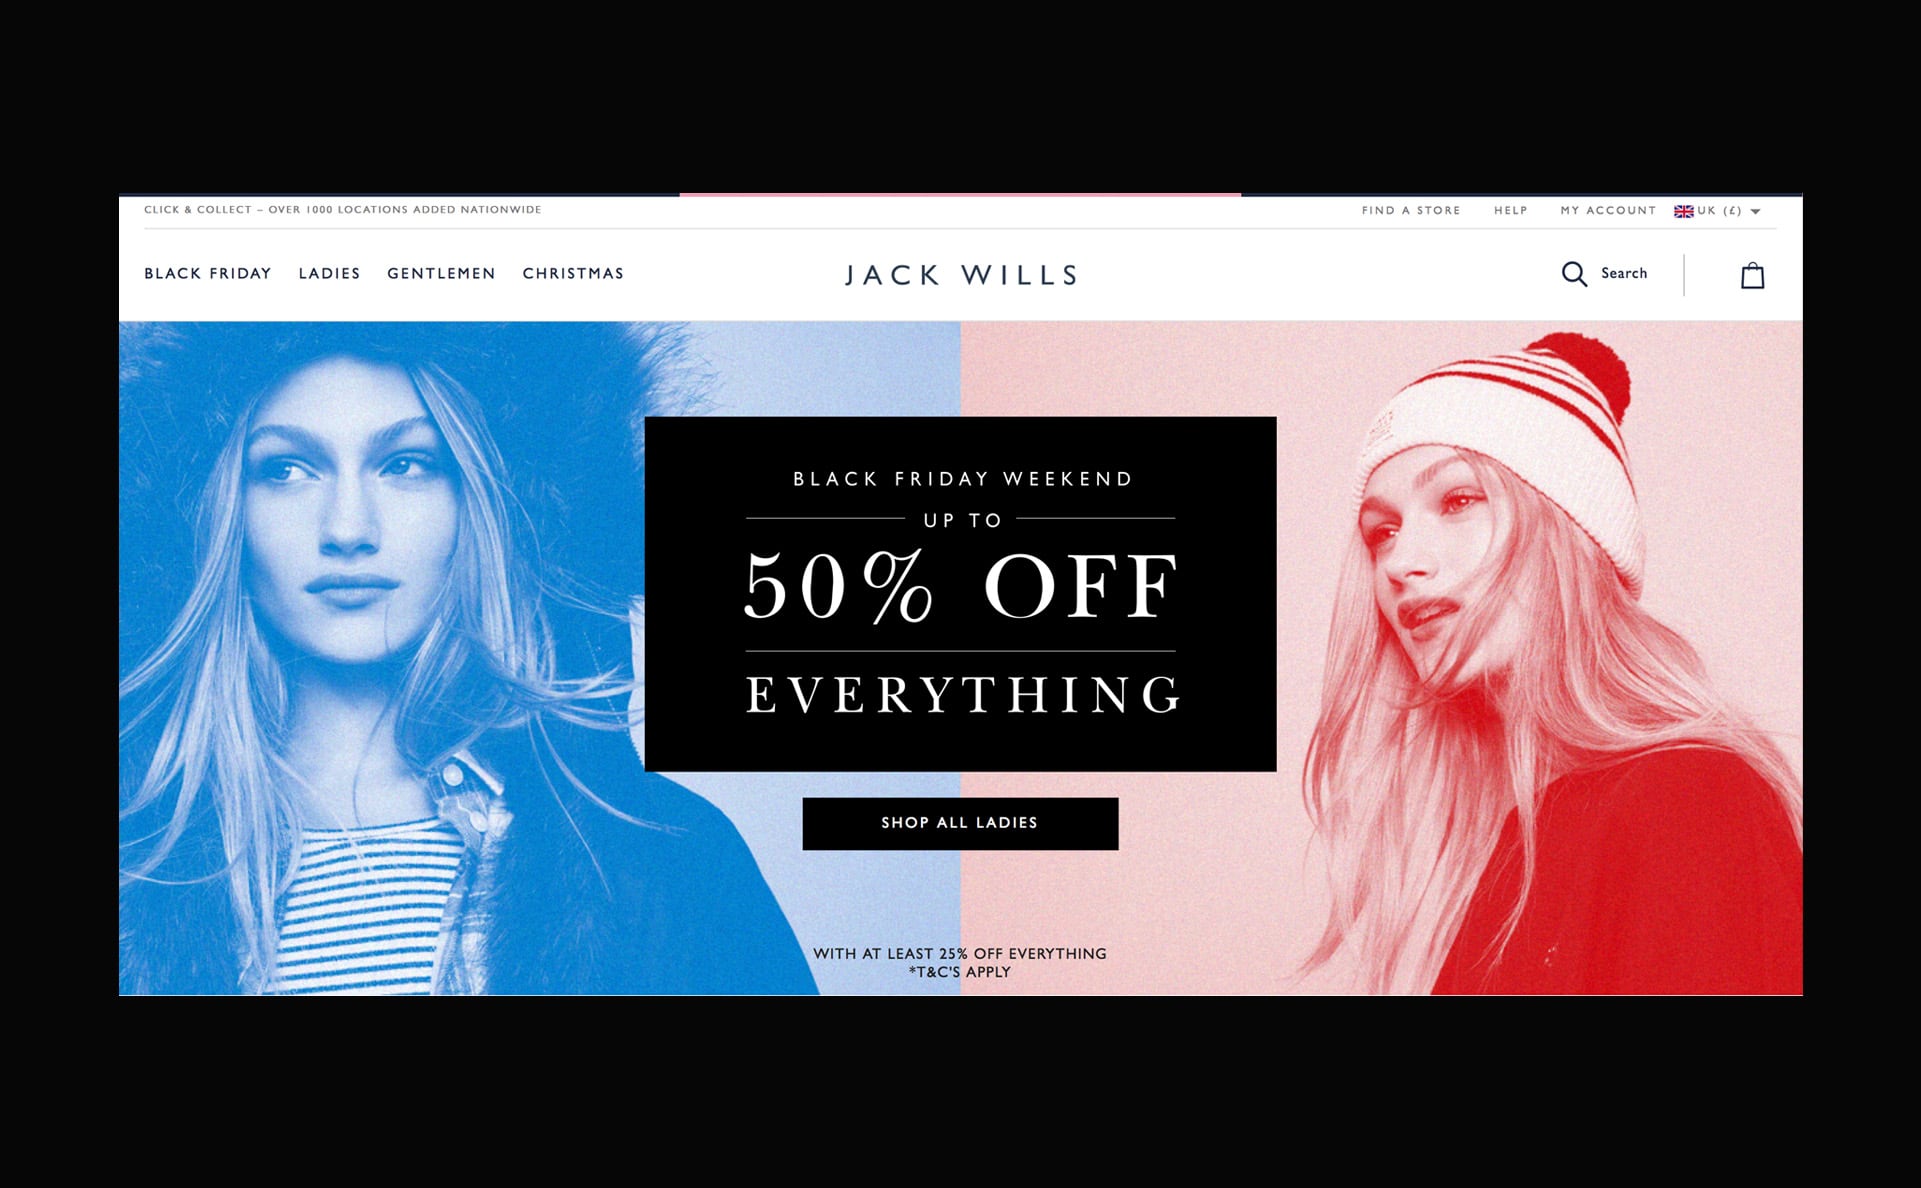 CLICK & COLLECT – OVER 1000 LOCATIONS ADDED NATIONWIDE
FIND A STORE
HELP
MY ACCOUNT
UK (£)
BLACK FRIDAY
LADIES
GENTLEMEN
CHRISTMAS
JACK WILLS
Search
BLACK FRIDAY WEEKEND
UP TO
50% OFF
EVERYTHING
SHOP ALL LADIES
WITH AT LEAST 25% OFF EVERYTHING
*T&C'S APPLY